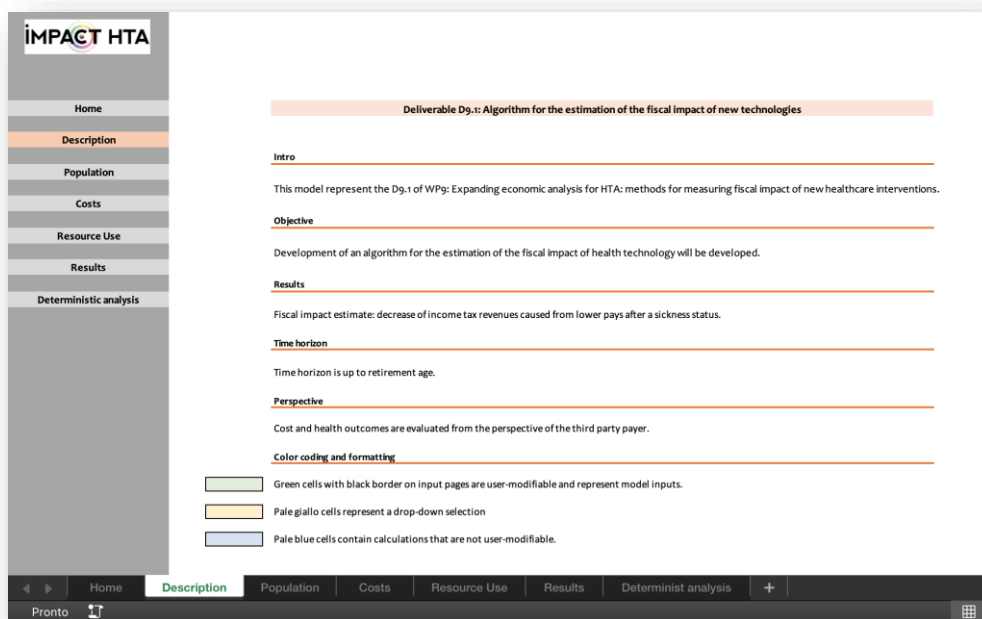 iMPACT HTA
Home
Description
Population
Costs
Resource Use
Results
Deterministic analysis
Deliverable D9.1: Algorithm for the estimation of the fiscal impact of new technologies
Intro
This model represent the D9.1 of WP9: Expanding economic analysis for HTA: methods for measuring fiscal impact of new healthcare interventions.
Objective
Development of an algorithm for the estimation of the fiscal impact of health technology will be developed.
Results
Fiscal impact estimate: decrease of income tax revenues caused from lower pays after a sickness status.
Time horizon
Time horizon is up to retirement age.
Perspective
Cost and health outcomes are evaluated from the perspective of the third party payer.
Color coding and formatting
Green cells with black border on input pages are user-modifiable and represent model inputs.
Pale giallo cells represent a drop-down selection
Pale blue cells contain calculations that are not user-modifiable.
Home Description Population Costs Resource Use Results Determinist analysis +
Pronto